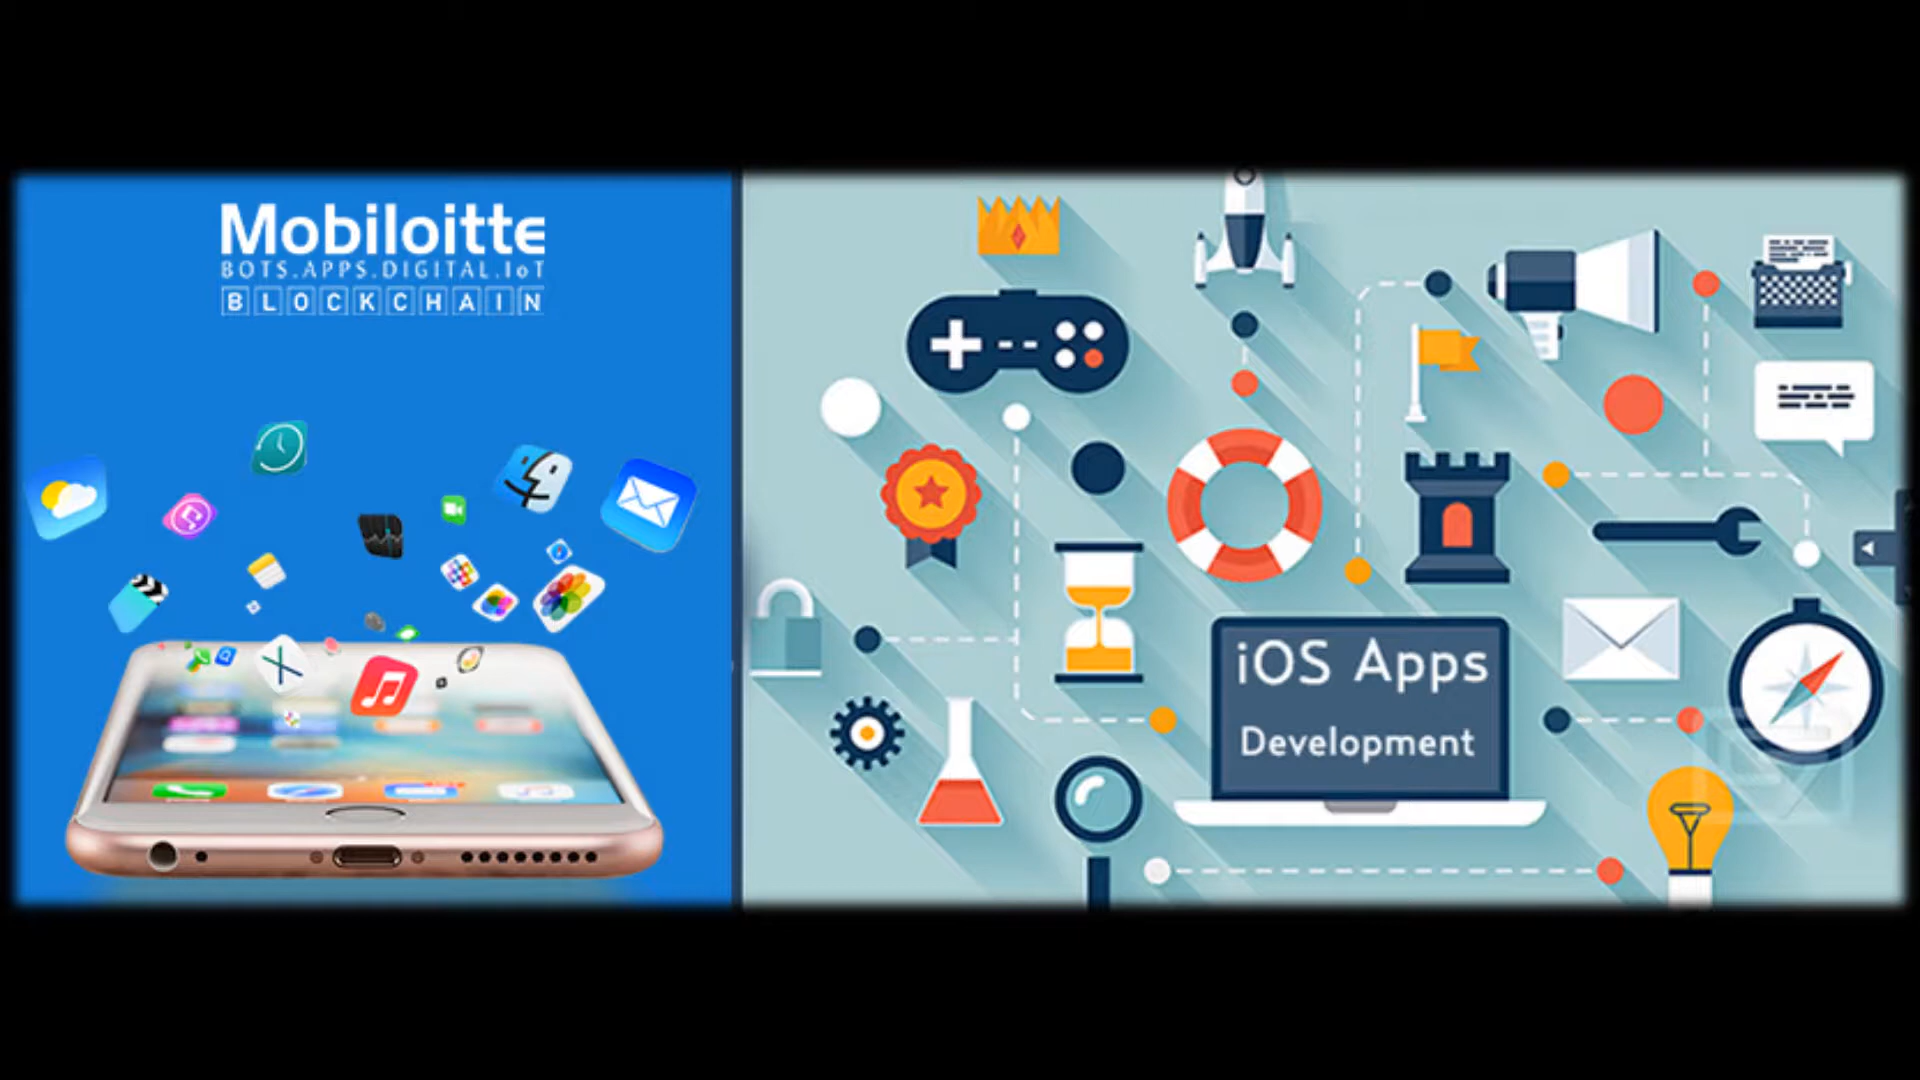 Mobiloitte
BOTS.APPS.DIGITAL.IoT
BLOCKCHAIN
iOS Apps
Development